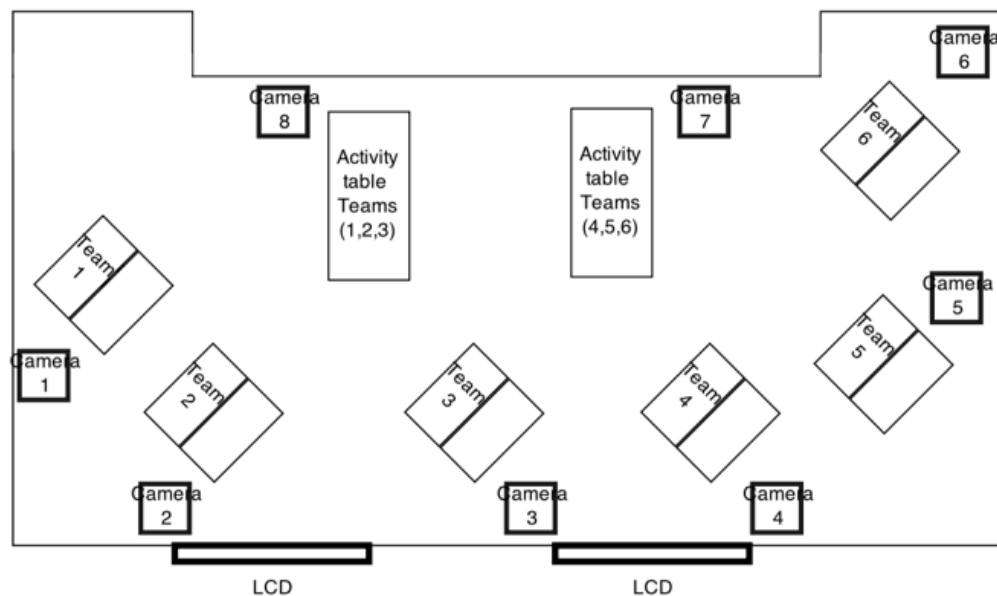 Camera
6
Camera
8
Camera
7
Team
6
Activity
table
Teams
(1,2,3)
Activity
table
Teams
(4,5,6)
Team
1
Camera
5
Team
5
Camera
1
Team
2
Team
3
Team
4
Camera
2
Camera
3
Camera
4
LCD
LCD